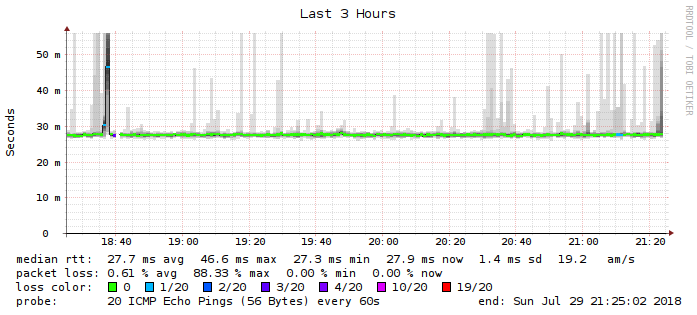 Last 3 Hours
RRDTOOL / TOBI OETIKER
Seconds
50 m
40 m
30 m
20 m
10 m
0
18:40 19:00 19:20 19:40 20:00 20:20 20:40 21:00 21:20
median rtt: 27.7 ms avg 46.6 ms max 27.3 ms min 27.9 ms now 1.4 ms sd 19.2 am/s
packet loss: 0.61 % avg 88.33 % max 0.00 % min 0.00 % now
loss color: 0 1/20 2/20 3/20 4/20 10/20 19/20
probe: 20 ICMP Echo Pings (56 Bytes) every 60s end: Sun Jul 29 21:25:02 2018